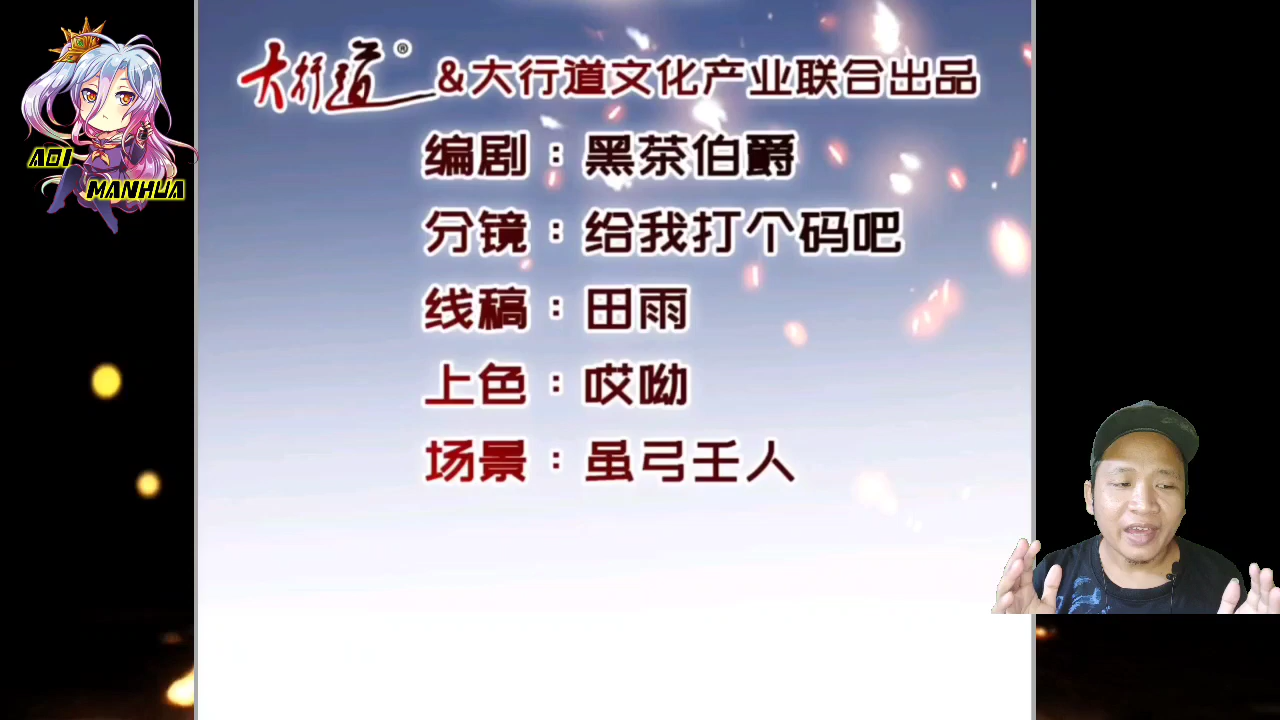 大行道® &大行道文化产业联合出品
编剧：黑茶伯爵
分镜：给我打个码吧
线稿：田雨
上色：哎呦
场景：虽弓壬人
AOI
MANHUA